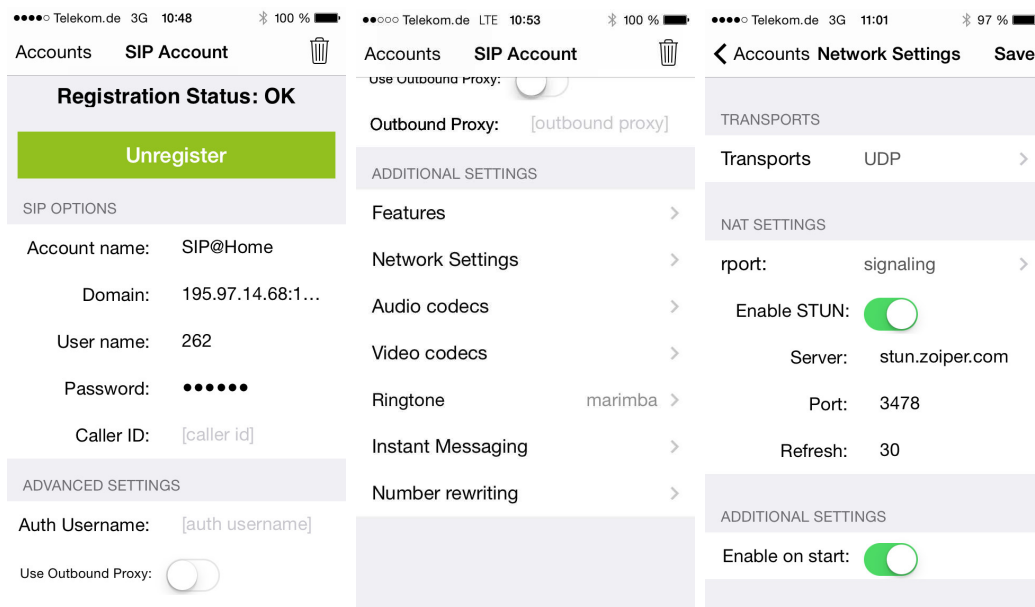 ●●●●○ Telekom.de 3G 10:48 100 %
Accounts SIP Account
Registration Status: OK
Unregister
SIP OPTIONS
Account name: SIP@Home
Domain: 195.97.14.68:1...
User name: 262
Password: ●●●●●●
Caller ID: [caller id]
ADVANCED SETTINGS
Auth Username: [auth username]
Use Outbound Proxy:
●●○○○ Telekom.de LTE 10:53 100 %
Accounts SIP Account
Use Outbound Proxy:
Outbound Proxy: [outbound proxy]
ADDITIONAL SETTINGS
Features
Network Settings
Audio codecs
Video codecs
Ringtone marimba
Instant Messaging
Number rewriting
●●●●○ Telekom.de 3G 11:01 97 %
Accounts Network Settings Save
TRANSPORTS
Transports UDP
NAT SETTINGS
rport: signaling
Enable STUN:
Server: stun.zoiper.com
Port: 3478
Refresh: 30
ADDITIONAL SETTINGS
Enable on start: